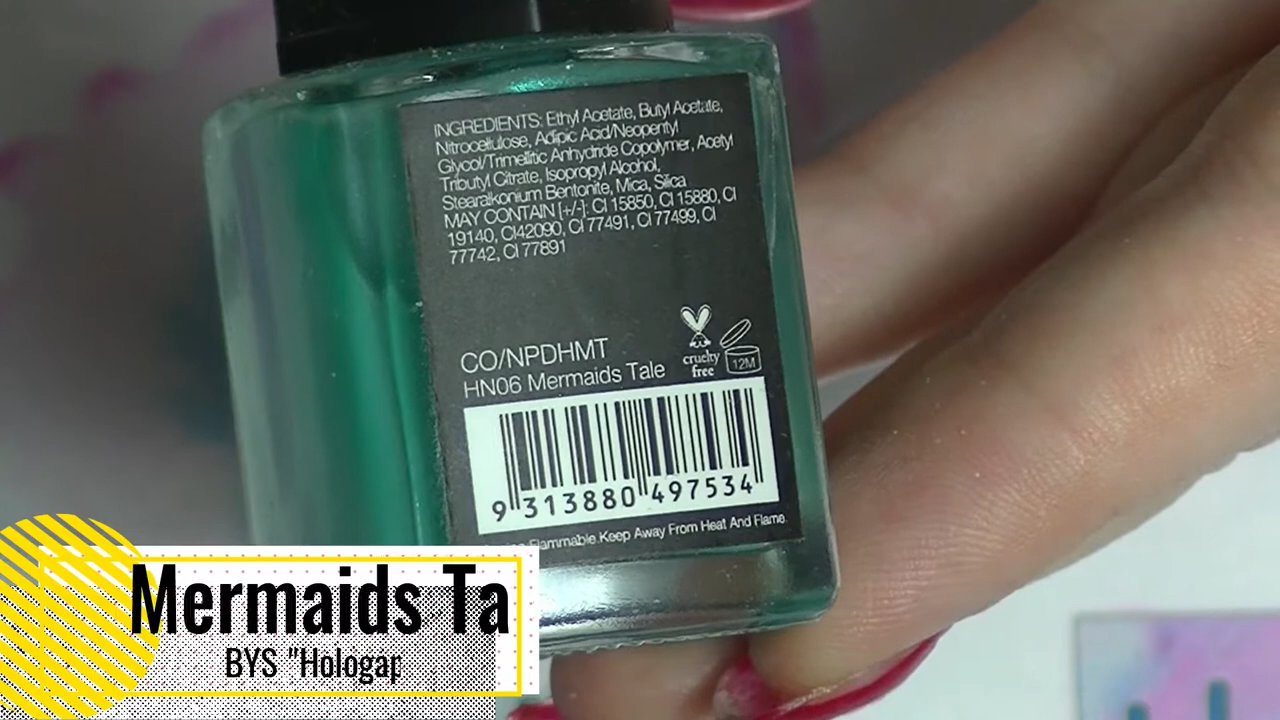 INGREDIENTS: Ethyl Acetate, Butyl Acetate,
Nitrocellulose, Adipic Acid/Neopentyl
Glycol/Trimellitic Anhydride Copolymer, Acetyl
Tributyl Citrate, Isopropyl Alcohol,
Stearalkonium Bentonite, Mica, Silica
MAY CONTAIN [+/-]: CI 15850, CI 15880, CI
19140, CI42090, CI 77491, CI 77499, CI
77742, CI 77891
CO/NPDHMT
HN06 Mermaids Tale
cruelty
free
12M
9 313880 497534
Flammable. Keep Away From Heat And Flame.
Mermaids Ta
BYS "Hologar